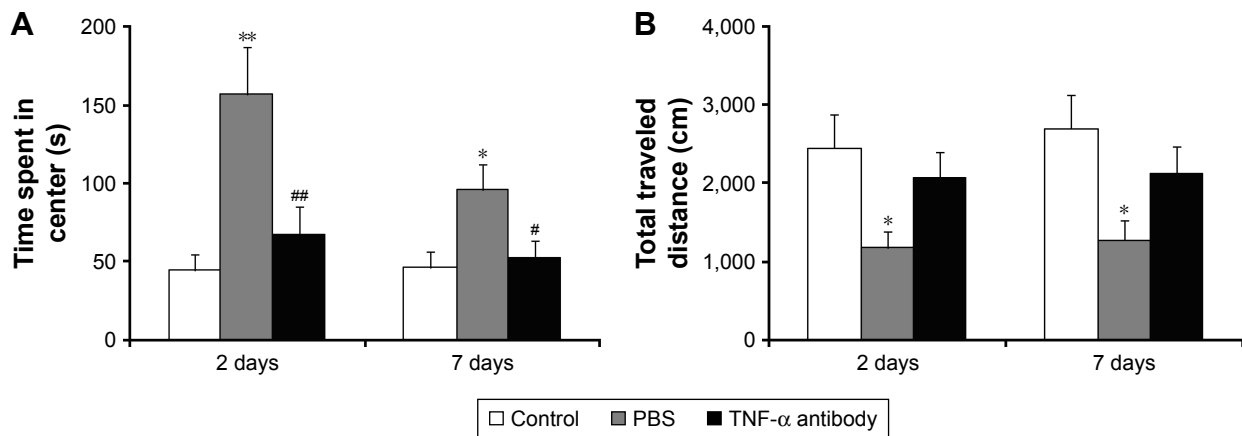 A
Time spent in
center (s)
200
150
100
50
0
**
##
*
#
2 days
7 days
B
Total traveled
distance (cm)
4,000
3,000
2,000
1,000
0
*
*
2 days
7 days
Control PBS TNF-α antibody